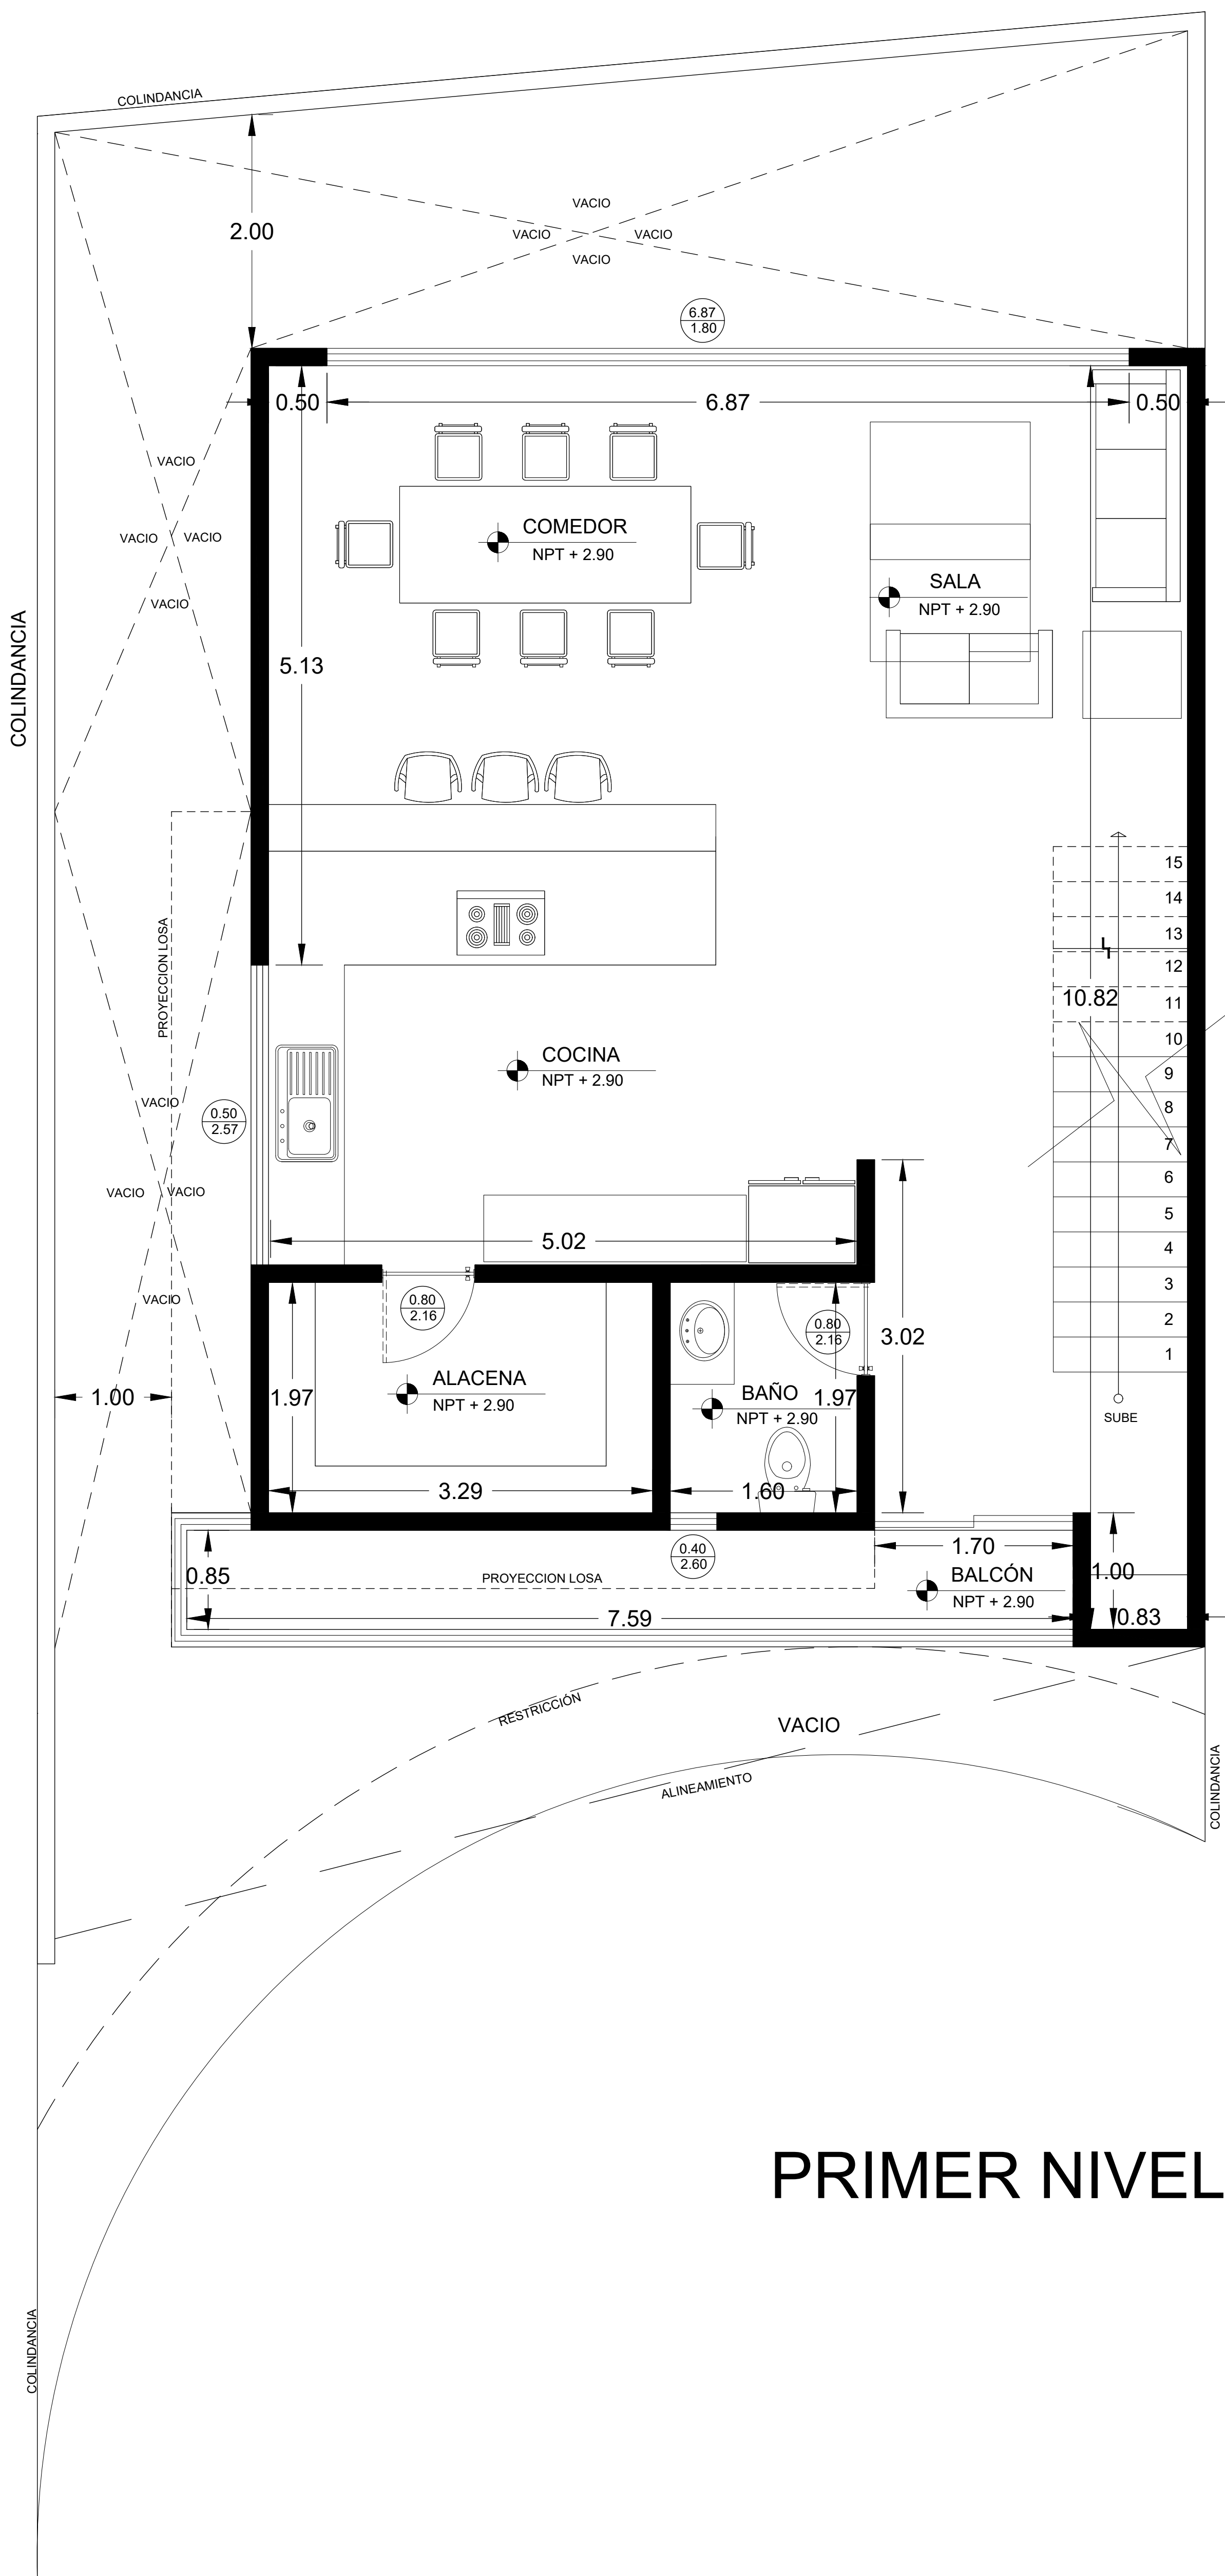 COLINDANCIA
2.00
VACIO
VACIO
VACIO
VACIO
6.87
1.80
0.50
6.87
0.50
VACIO
VACIO
VACIO
VACIO
COMEDOR
NPT + 2.90
SALA
NPT + 2.90
COLINDANCIA
5.13
15
14
13
12
11
10
9
8
7
6
5
4
3
2
1
10.82
SUBE
PROYECCION LOSA
COCINA
NPT + 2.90
VACIO
0.50
2.57
VACIO
VACIO
VACIO
5.02
0.80
2.16
0.80
2.16
3.02
1.00
1.97
ALACENA
NPT + 2.90
BAÑO
NPT + 2.90
1.97
3.29
1.60
0.40
2.60
0.85
PROYECCION LOSA
1.70
BALCÓN
NPT + 2.90
1.00
7.59
0.83
RESTRICCIÓN
VACIO
ALINEAMIENTO
COLINDANCIA
PRIMER NIVEL
COLINDANCIA